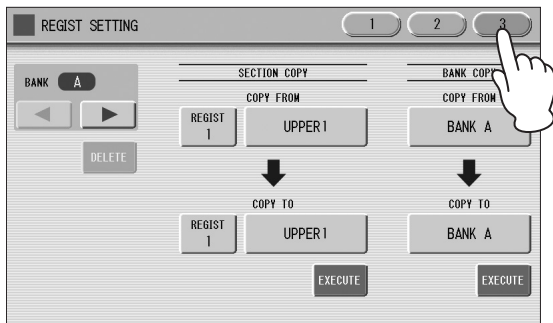 REGIST SETTING
1
2
3
BANK A
DELETE
SECTION COPY
COPY FROM
REGIST
1
UPPER1
COPY TO
REGIST
1
UPPER1
EXECUTE
BANK COPY
COPY FROM
BANK A
COPY TO
BANK A
EXECUTE